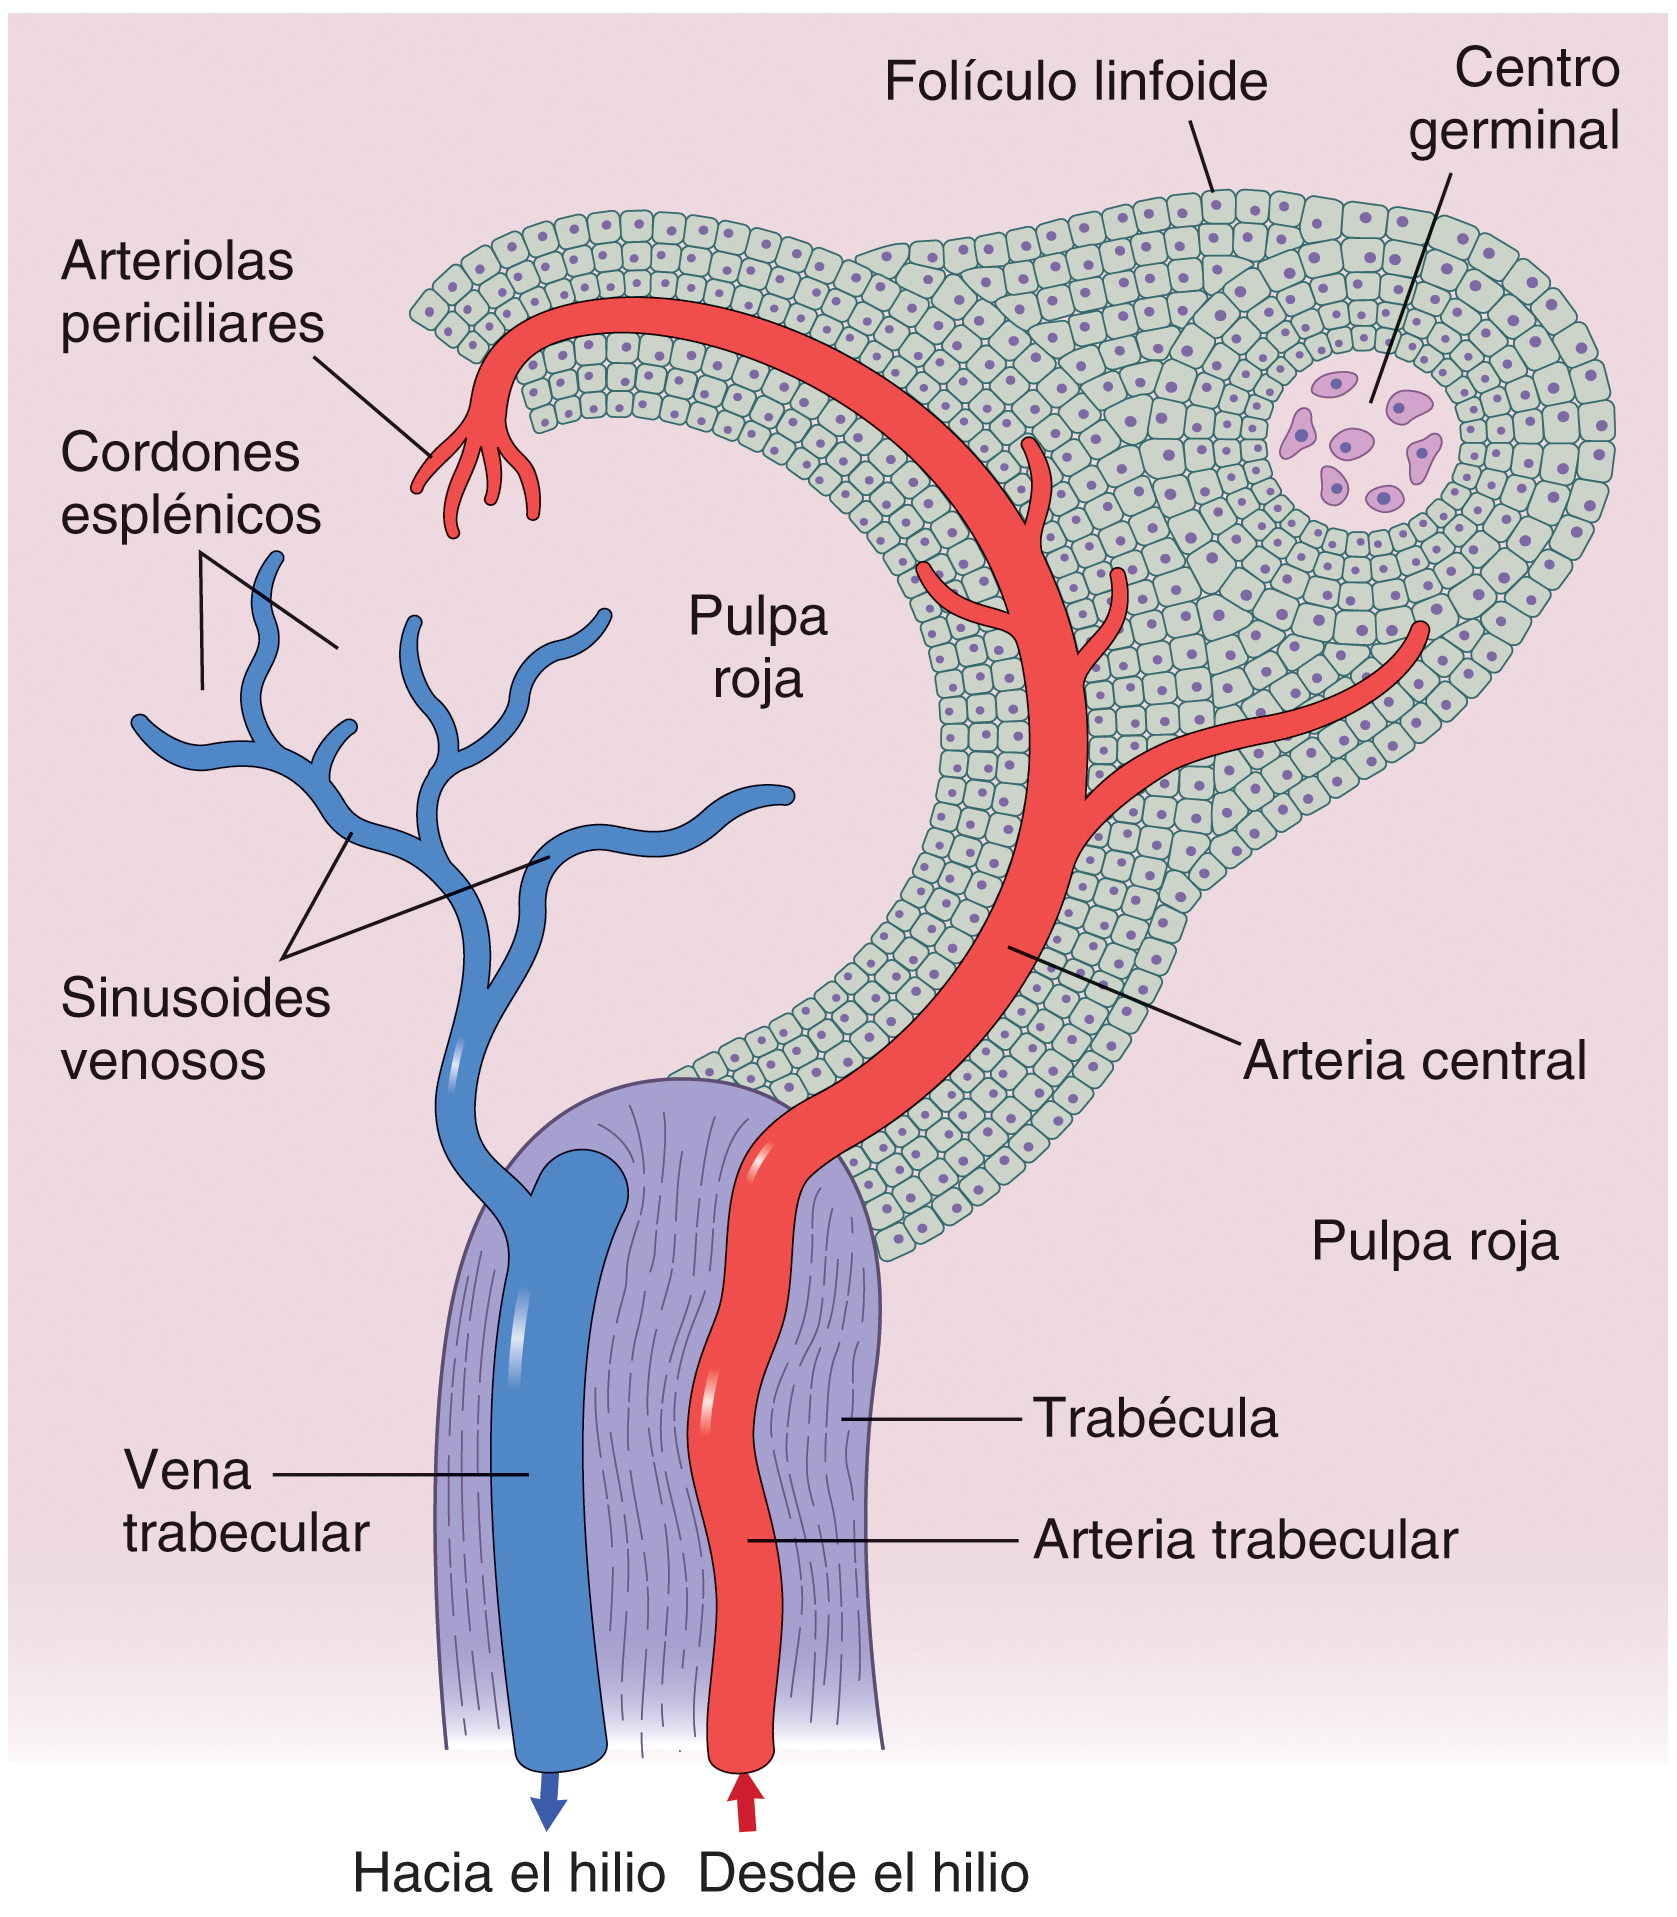 Folículo linfoide
Centro
germinal
Arteriolas
periciliares
Cordones
esplénicos
Pulpa
roja
Sinusoides
venosos
Arteria central
Pulpa roja
Trabécula
Vena
trabecular
Arteria trabecular
Hacia el hilio
Desde el hilio